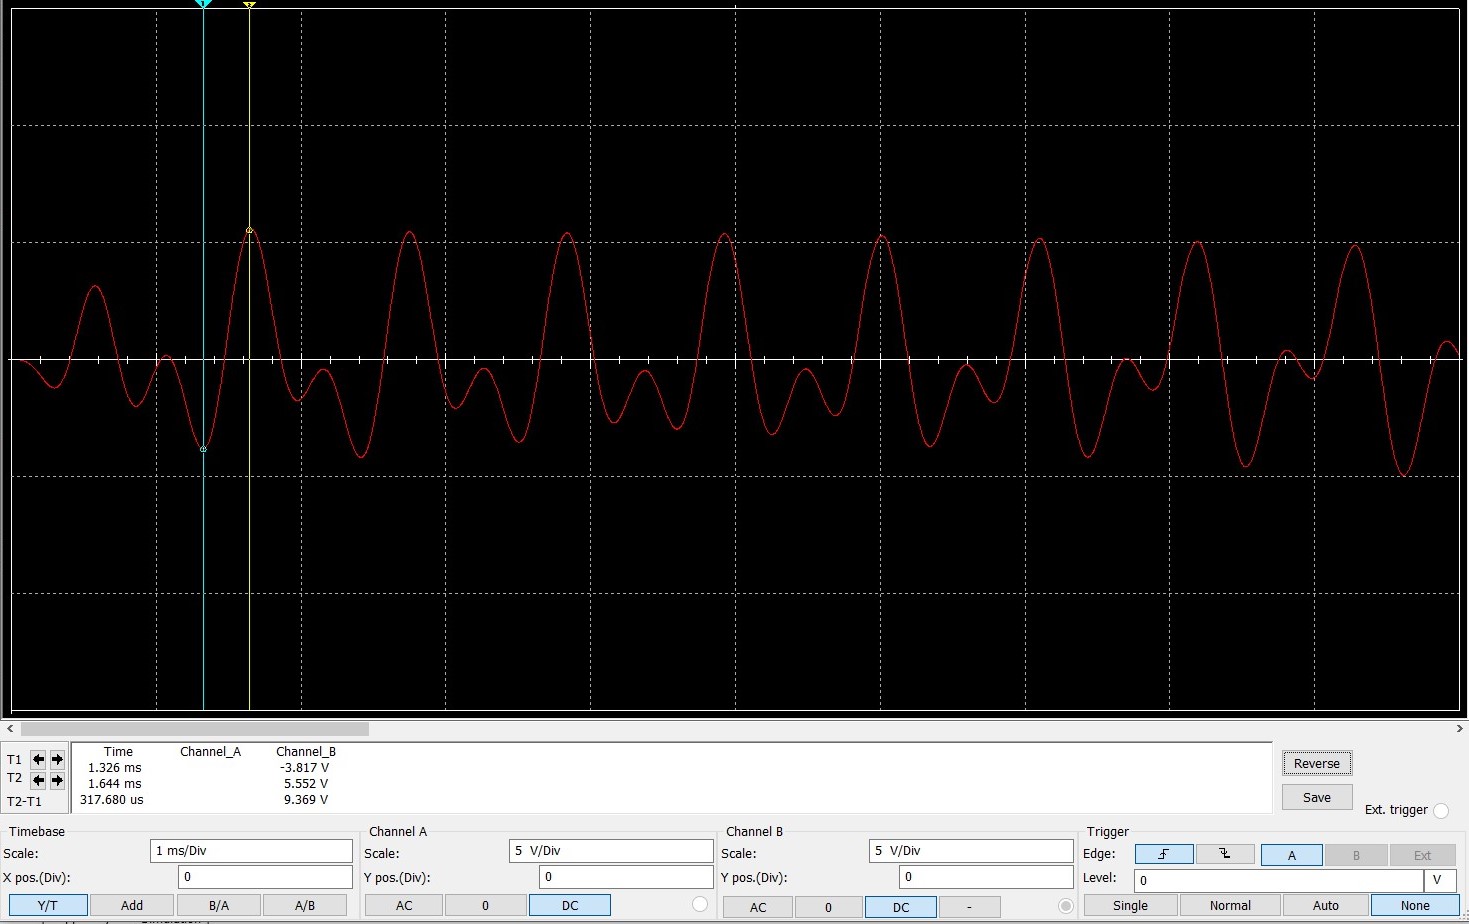 1
2
T1
T2
T2-T1
Time Channel_A Channel_B
1.326 ms -3.817 V
1.644 ms 5.552 V
317.680 us 9.369 V
Reverse
Save
Ext. trigger
Timebase
Scale: 1 ms/Div
X pos.(Div): 0
Y/T Add B/A A/B
Channel A
Scale: 5 V/Div
Y pos.(Div): 0
AC 0 DC
Channel B
Scale: 5 V/Div
Y pos.(Div): 0
AC 0 DC -
Trigger
Edge: A B Ext
Level: 0 V
Single Normal Auto None